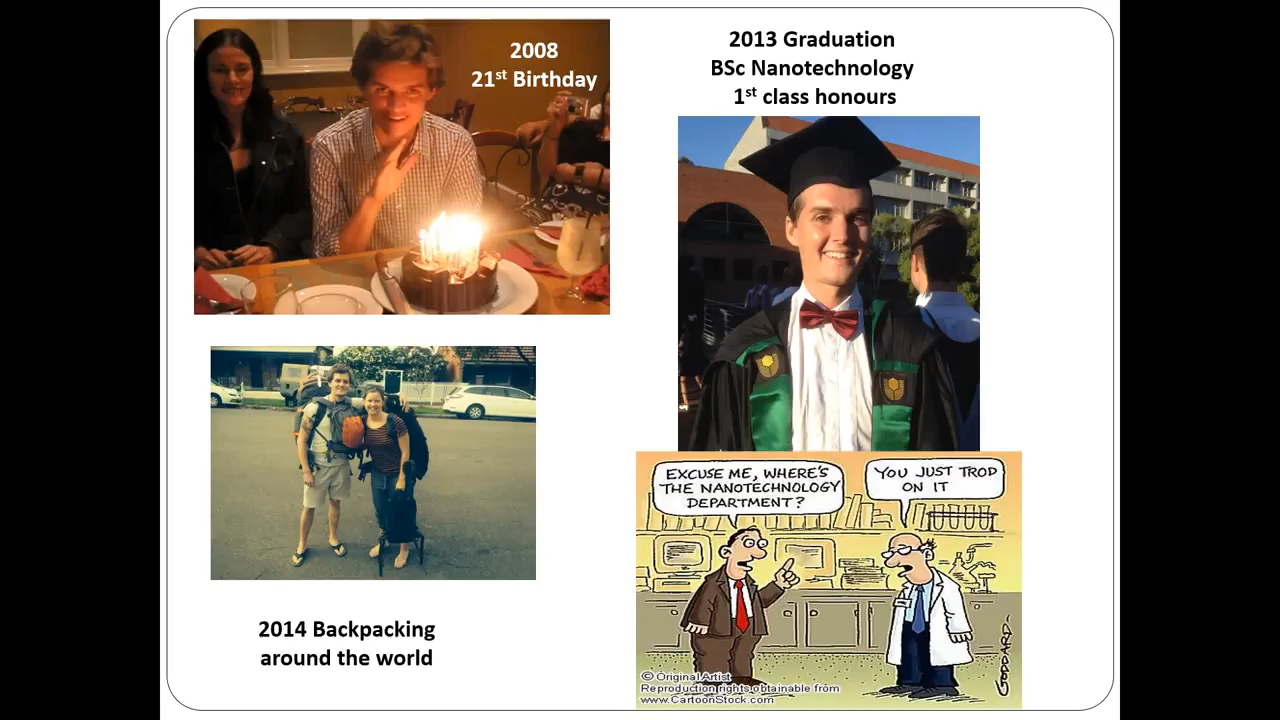 2008
21st Birthday
2013 Graduation
BSc Nanotechnology
1st class honours
2014 Backpacking
around the world
EXCUSE ME, WHERE'S
THE NANOTECHNOLOGY
DEPARTMENT?
YOU JUST TROD
ON IT
GODDARD
© Original Artist
Reproduction rights obtainable from
www.CartoonStock.com